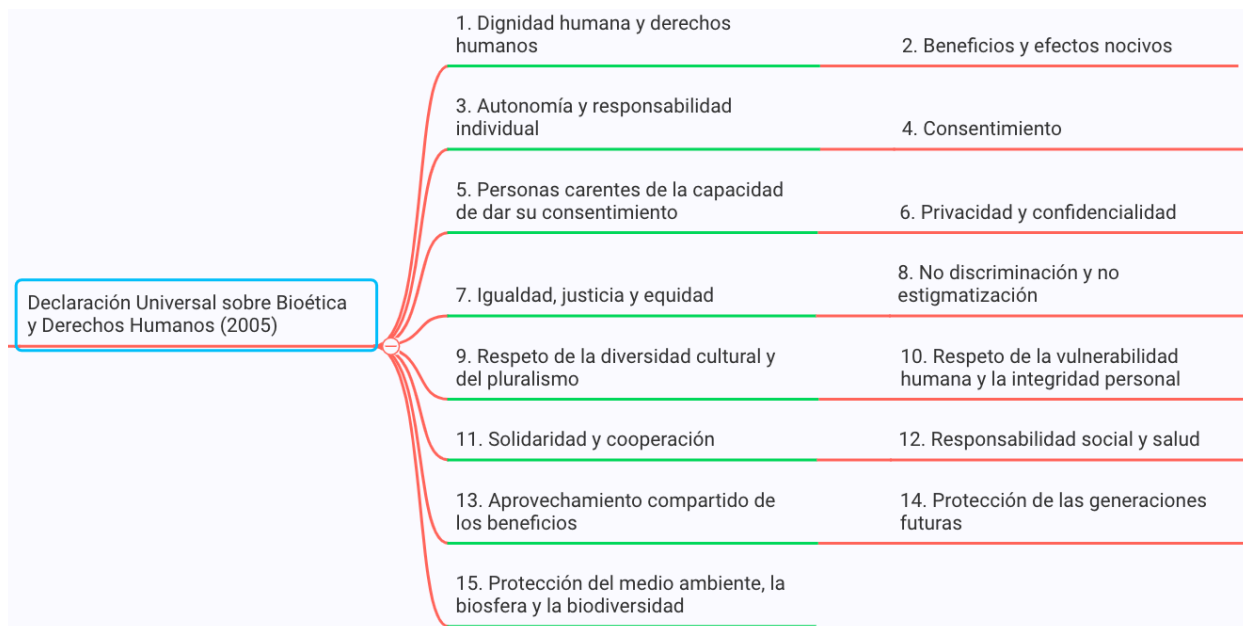 Declaración Universal sobre Bioética
y Derechos Humanos (2005)
1. Dignidad humana y derechos
humanos
2. Beneficios y efectos nocivos
3. Autonomía y responsabilidad
individual
4. Consentimiento
5. Personas carentes de la capacidad
de dar su consentimiento
6. Privacidad y confidencialidad
7. Igualdad, justicia y equidad
8. No discriminación y no
estigmatización
9. Respeto de la diversidad cultural y
del pluralismo
10. Respeto de la vulnerabilidad
humana y la integridad personal
11. Solidaridad y cooperación
12. Responsabilidad social y salud
13. Aprovechamiento compartido de
los beneficios
14. Protección de las generaciones
futuras
15. Protección del medio ambiente, la
biosfera y la biodiversidad